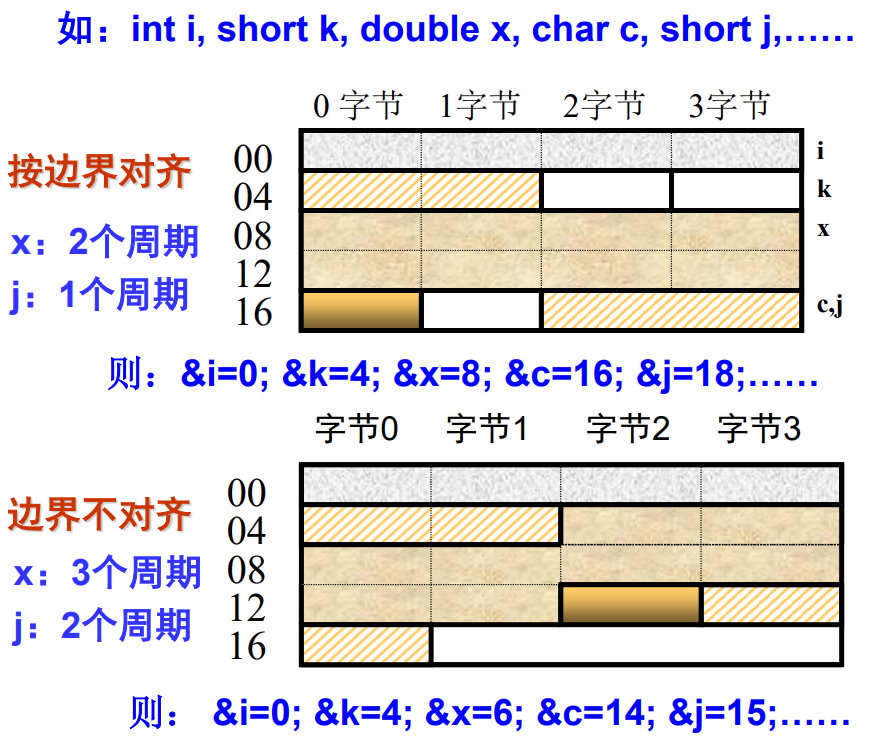 如：int i, short k, double x, char c, short j,……
0 字节 1字节 2字节 3字节
按边界对齐
x：2个周期
j：1个周期
00 i
04 k
08 x
12
16 c,j
则：&i=0; &k=4; &x=8; &c=16; &j=18;……
字节0 字节1 字节2 字节3
边界不对齐
x：3个周期
j：2个周期
00
04
08
12
16
则： &i=0; &k=4; &x=6; &c=14; &j=15;……